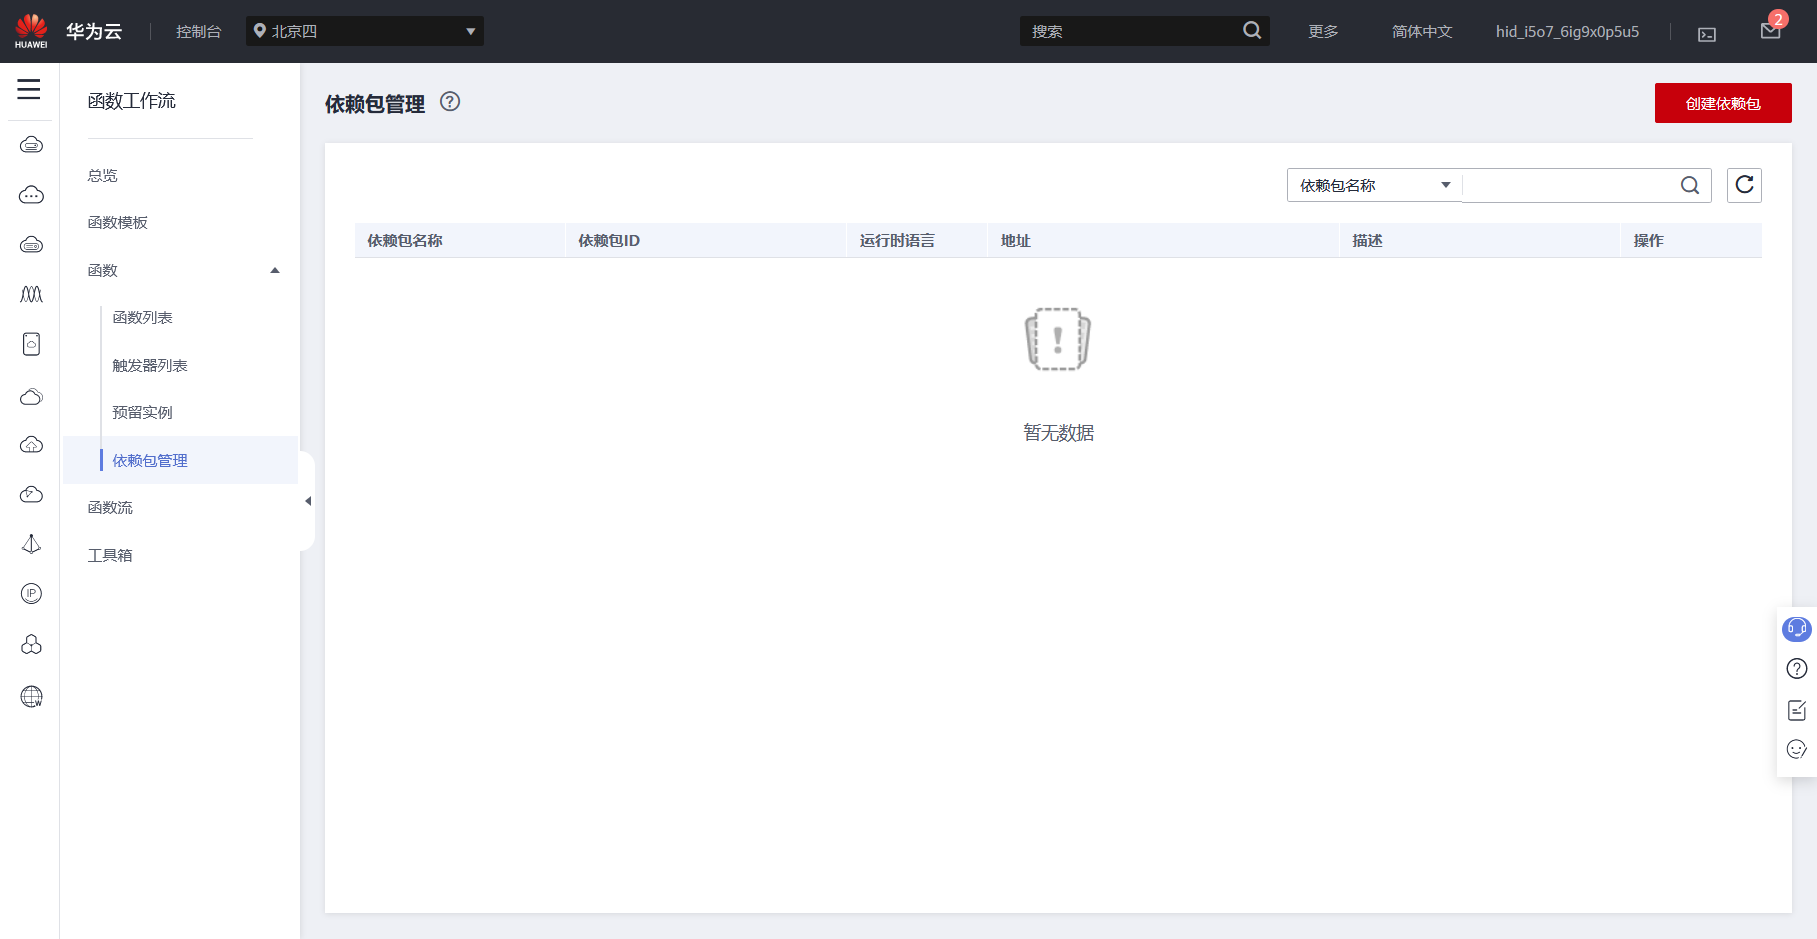 HUAWEI
华为云
控制台
北京四
搜索
更多
简体中文
hid_i5o7_6ig9x0p5u5
2
函数工作流
总览
函数模板
函数
函数列表
触发器列表
预留实例
依赖包管理
函数流
工具箱
依赖包管理
创建依赖包
依赖包名称
依赖包名称 依赖包ID 运行时语言 地址 描述 操作
暂无数据
IP
W